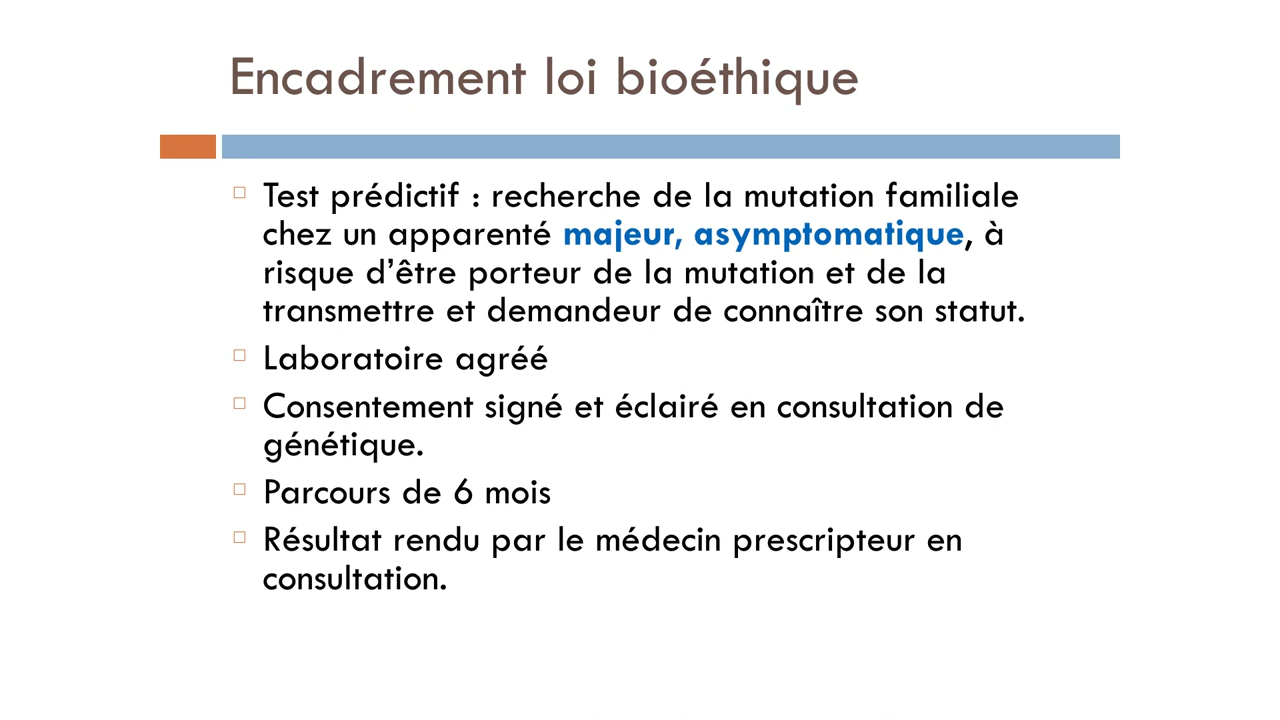 Encadrement loi bioéthique
Test prédictif : recherche de la mutation familiale
chez un apparenté majeur, asymptomatique, à
risque d’être porteur de la mutation et de la
transmettre et demandeur de connaître son statut.
Laboratoire agréé
Consentement signé et éclairé en consultation de
génétique.
Parcours de 6 mois
Résultat rendu par le médecin prescripteur en
consultation.